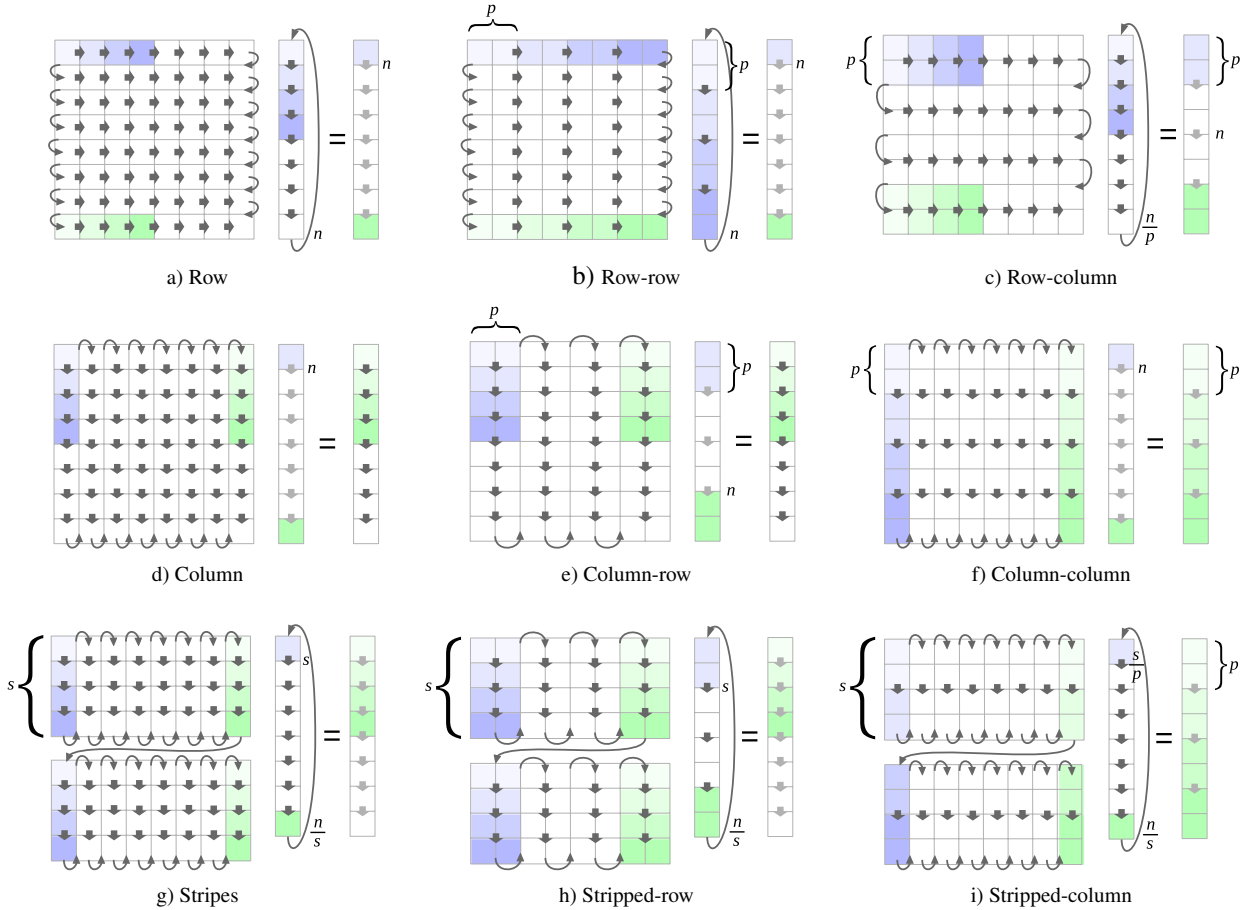 p
p
n
p
n
n
p
p
n
n
p
n/p
a) Row
b) Row-row
c) Row-column
n
=
p
p
n
=
p
n
p
=
d) Column
e) Column-row
f) Column-column
s
s
n/s
=
s
s
n/s
=
s
s/p
p
n/s
=
g) Stripes
h) Stripped-row
i) Stripped-column